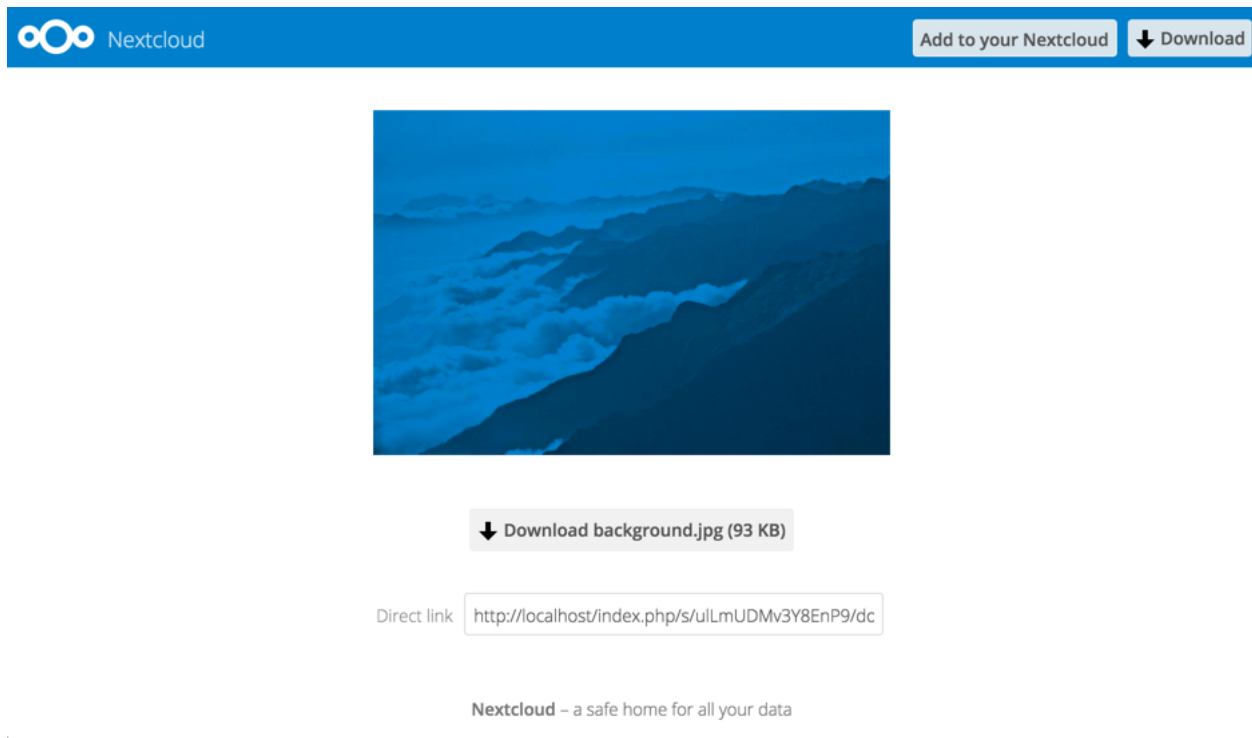 Nextcloud
Add to your Nextcloud
Download
Download background.jpg (93 KB)
Direct link
http://localhost/index.php/s/ulLmUDMv3Y8EnP9/dc
Nextcloud – a safe home for all your data